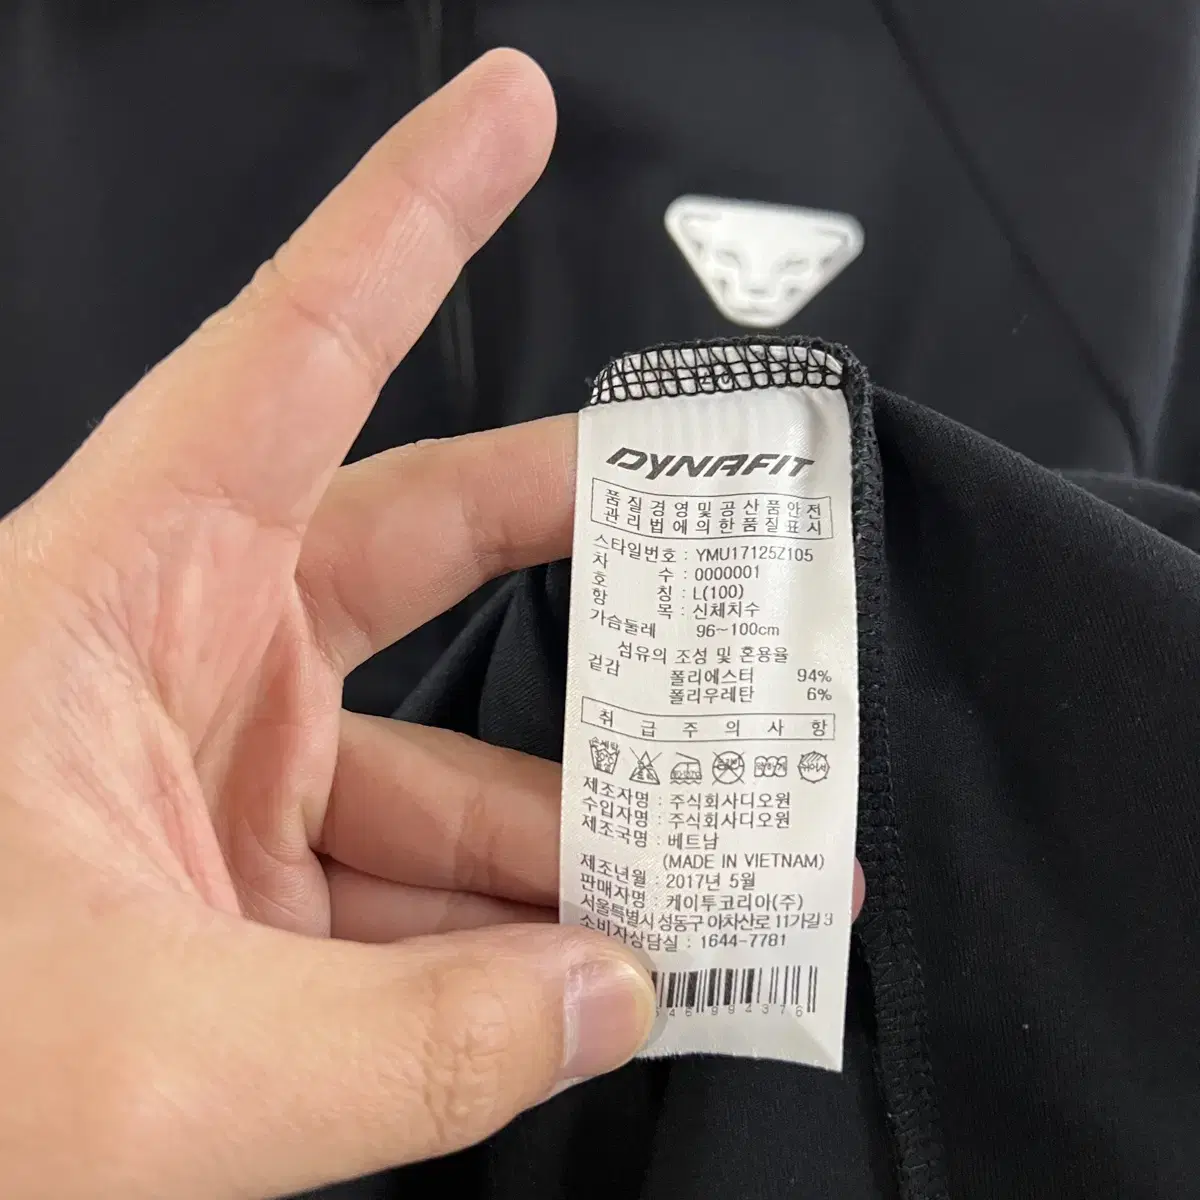 DYNAFIT
품질경영및공산품안전
관리법에의한품질표시
스타일번호 : YMU17125Z105
차 수 : 0000001
호 칭 : L(100)
항 목 : 신체치수
가슴둘레 96~100cm
섬유의 조성 및 혼용율
겉감 폴리에스터 94%
폴리우레탄 6%
취급주의사항
제조자명 : 주식회사디오원
수입자명 : 주식회사디오원
제조국명 : 베트남
(MADE IN VIETNAM)
제조년월 : 2017년 5월
판매자명 : 케이투코리아(주)
서울특별시 성동구 아차산로 11가길 3
소비자상담실 : 1644-7781
46994376